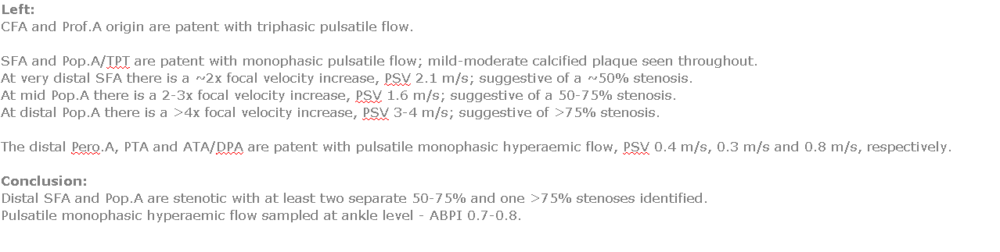 Left:
CFA and Prof.A origin are patent with triphasic pulsatile flow.
SFA and Pop.A/TPT are patent with monophasic pulsatile flow; mild-moderate calcified plaque seen throughout.
At very distal SFA there is a ~2x focal velocity increase, PSV 2.1 m/s; suggestive of a ~50% stenosis.
At mid Pop.A there is a 2-3x focal velocity increase, PSV 1.6 m/s; suggestive of a 50-75% stenosis.
At distal Pop.A there is a >4x focal velocity increase, PSV 3-4 m/s; suggestive of >75% stenosis.
The distal Pero.A, PTA and ATA/DPA are patent with pulsatile monophasic hyperaemic flow, PSV 0.4 m/s, 0.3 m/s and 0.8 m/s, respectively.
Conclusion:
Distal SFA and Pop.A are stenotic with at least two separate 50-75% and one >75% stenoses identified.
Pulsatile monophasic hyperaemic flow sampled at ankle level - ABPI 0.7-0.8.